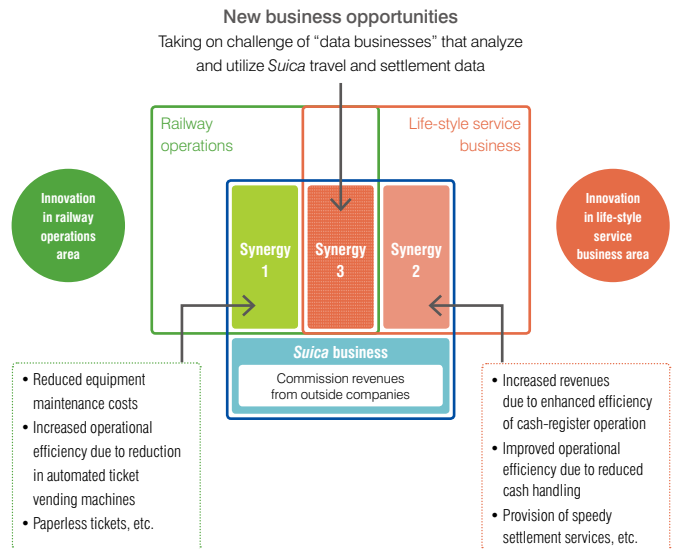 New business opportunities
Taking on challenge of “data businesses” that analyze
and utilize Suica travel and settlement data
Railway
operations
Life-style service
business
Innovation
in railway
operations
area
Innovation
in life-style
service
business area
Synergy
1
Synergy
3
Synergy
2
Suica business
Commission revenues
from outside companies
• Reduced equipment
maintenance costs
• Increased operational
efficiency due to reduction
in automated ticket
vending machines
• Paperless tickets, etc.
• Increased revenues
due to enhanced efficiency
of cash-register operation
• Improved operational
efficiency due to reduced
cash handling
• Provision of speedy
settlement services, etc.